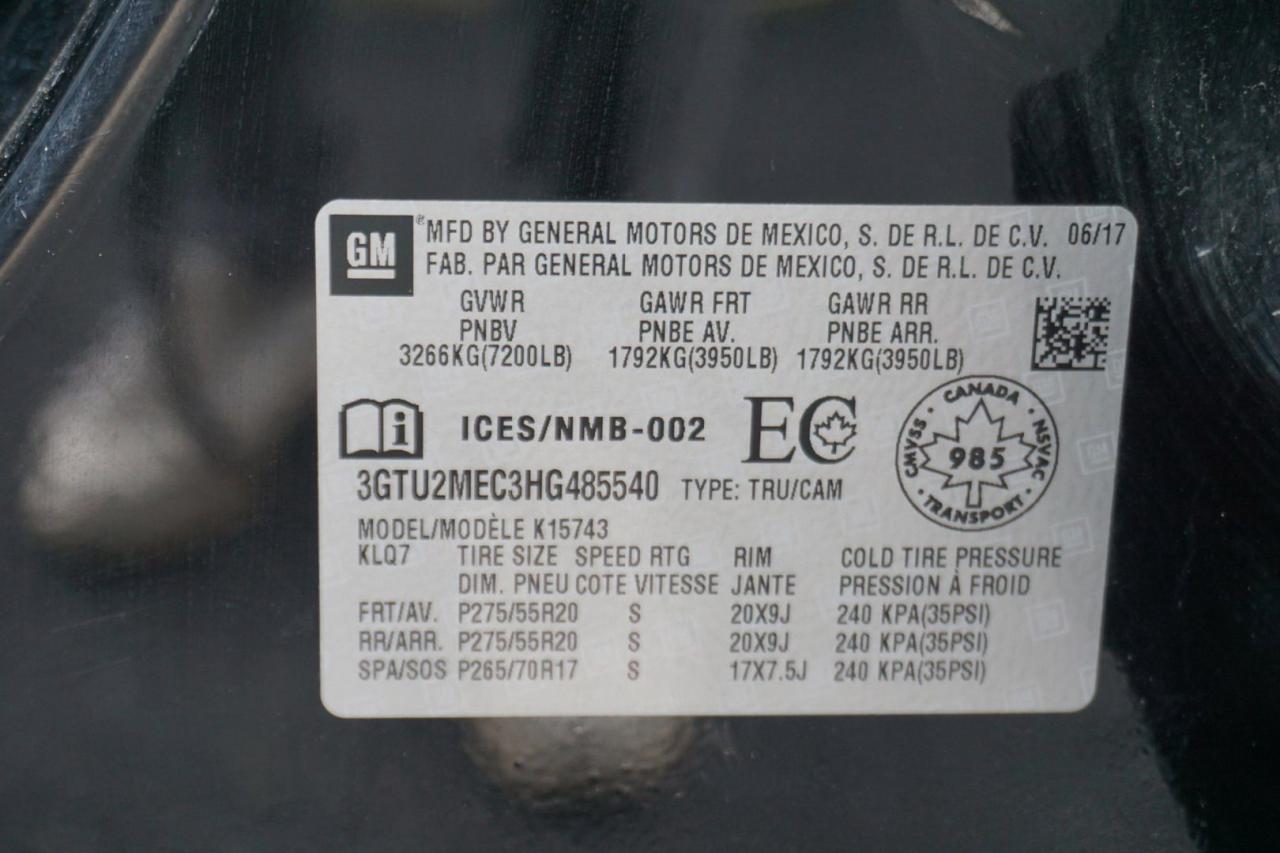 GM
® MFD BY GENERAL MOTORS DE MEXICO, S. DE R.L. DE C.V. 06/17
FAB. PAR GENERAL MOTORS DE MEXICO, S. DE R.L. DE C.V.
GVWR GAWR FRT GAWR RR
PNBV PNBE AV. PNBE ARR.
3266KG(7200LB) 1792KG(3950LB) 1792KG(3950LB)
i ICES/NMB-002 EC
CANADA
CMVSS · NSVAC
985
TRANSPORT
3GTU2MEC3HG485540 TYPE: TRU/CAM
MODEL/MODÈLE K15743
KLQ7 TIRE SIZE SPEED RTG RIM COLD TIRE PRESSURE
DIM. PNEU COTE VITESSE JANTE PRESSION À FROID
FRT/AV. P275/55R20 S 20X9J 240 KPA(35PSI)
RR/ARR. P275/55R20 S 20X9J 240 KPA(35PSI)
SPA/SOS P265/70R17 S 17X7.5J 240 KPA(35PSI)